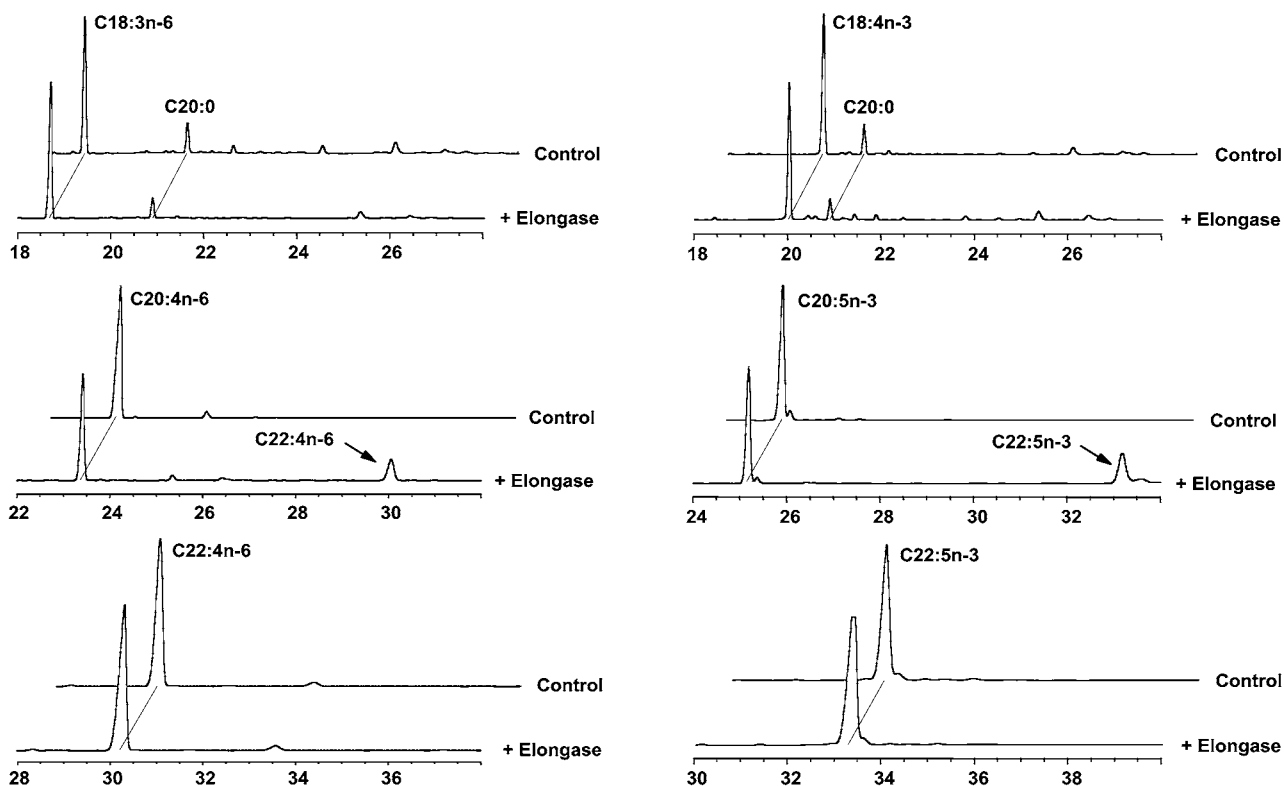 C18:3n-6
C20:0
Control
+ Elongase
18 20 22 24 26
C18:4n-3
C20:0
Control
+ Elongase
18 20 22 24 26
C20:4n-6
Control
C22:4n-6
+ Elongase
22 24 26 28 30
C20:5n-3
Control
C22:5n-3
+ Elongase
24 26 28 30 32
C22:4n-6
Control
+ Elongase
28 30 32 34 36
C22:5n-3
Control
+ Elongase
30 32 34 36 38